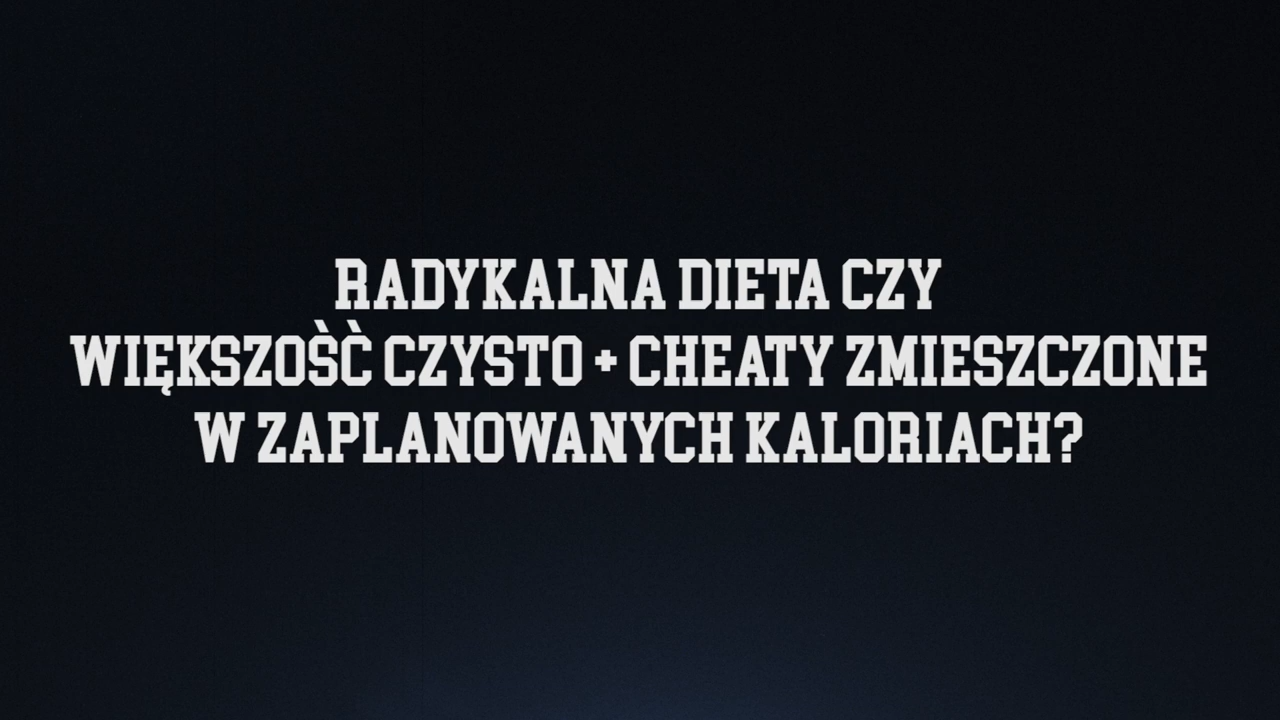 RADYKALNA DIETA CZY
WIĘKSZOŚĆ CZYSTO + CHEATY ZMIESZCZONE
W ZAPLANOWANYCH KALORIACH?